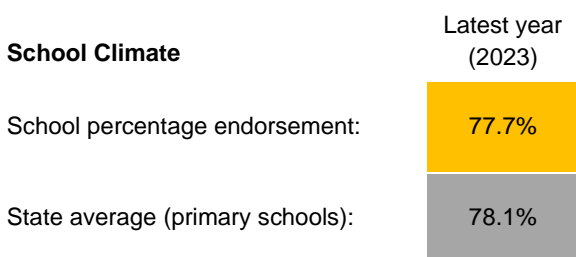 School Climate
Latest year
(2023)
School percentage endorsement: 77.7%
State average (primary schools): 78.1%